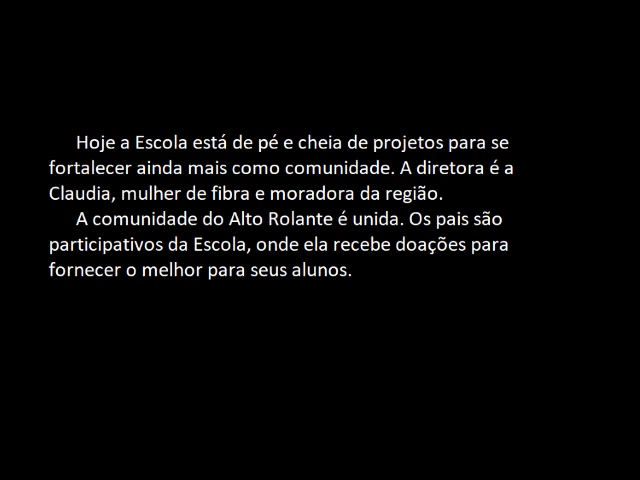 Hoje a Escola está de pé e cheia de projetos para se
fortalecer ainda mais como comunidade. A diretora é a
Claudia, mulher de fibra e moradora da região.
A comunidade do Alto Rolante é unida. Os pais são
participativos da Escola, onde ela recebe doações para
fornecer o melhor para seus alunos.